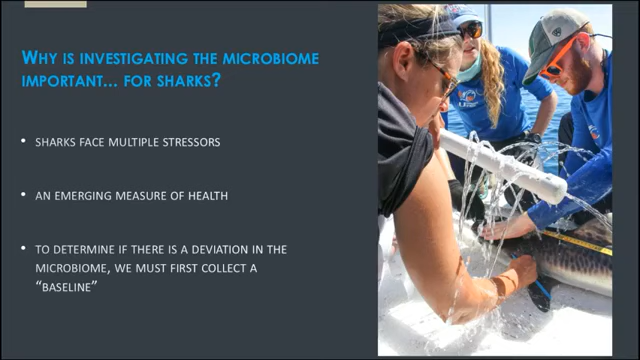 WHY IS INVESTIGATING THE MICROBIOME
IMPORTANT... FOR SHARKS?
• SHARKS FACE MULTIPLE STRESSORS
• AN EMERGING MEASURE OF HEALTH
• TO DETERMINE IF THERE IS A DEVIATION IN THE
MICROBIOME, WE MUST FIRST COLLECT A
“BASELINE”